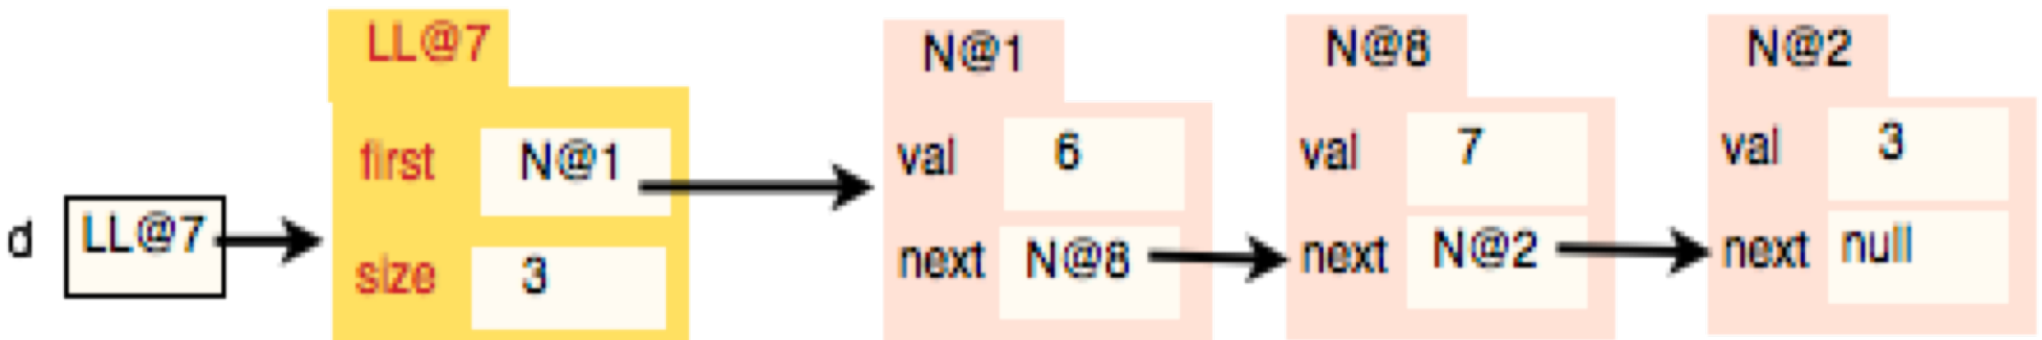 d LL@7
LL@7
first N@1
size 3
N@1
val 6
next N@8
N@8
val 7
next N@2
N@2
val 3
next null